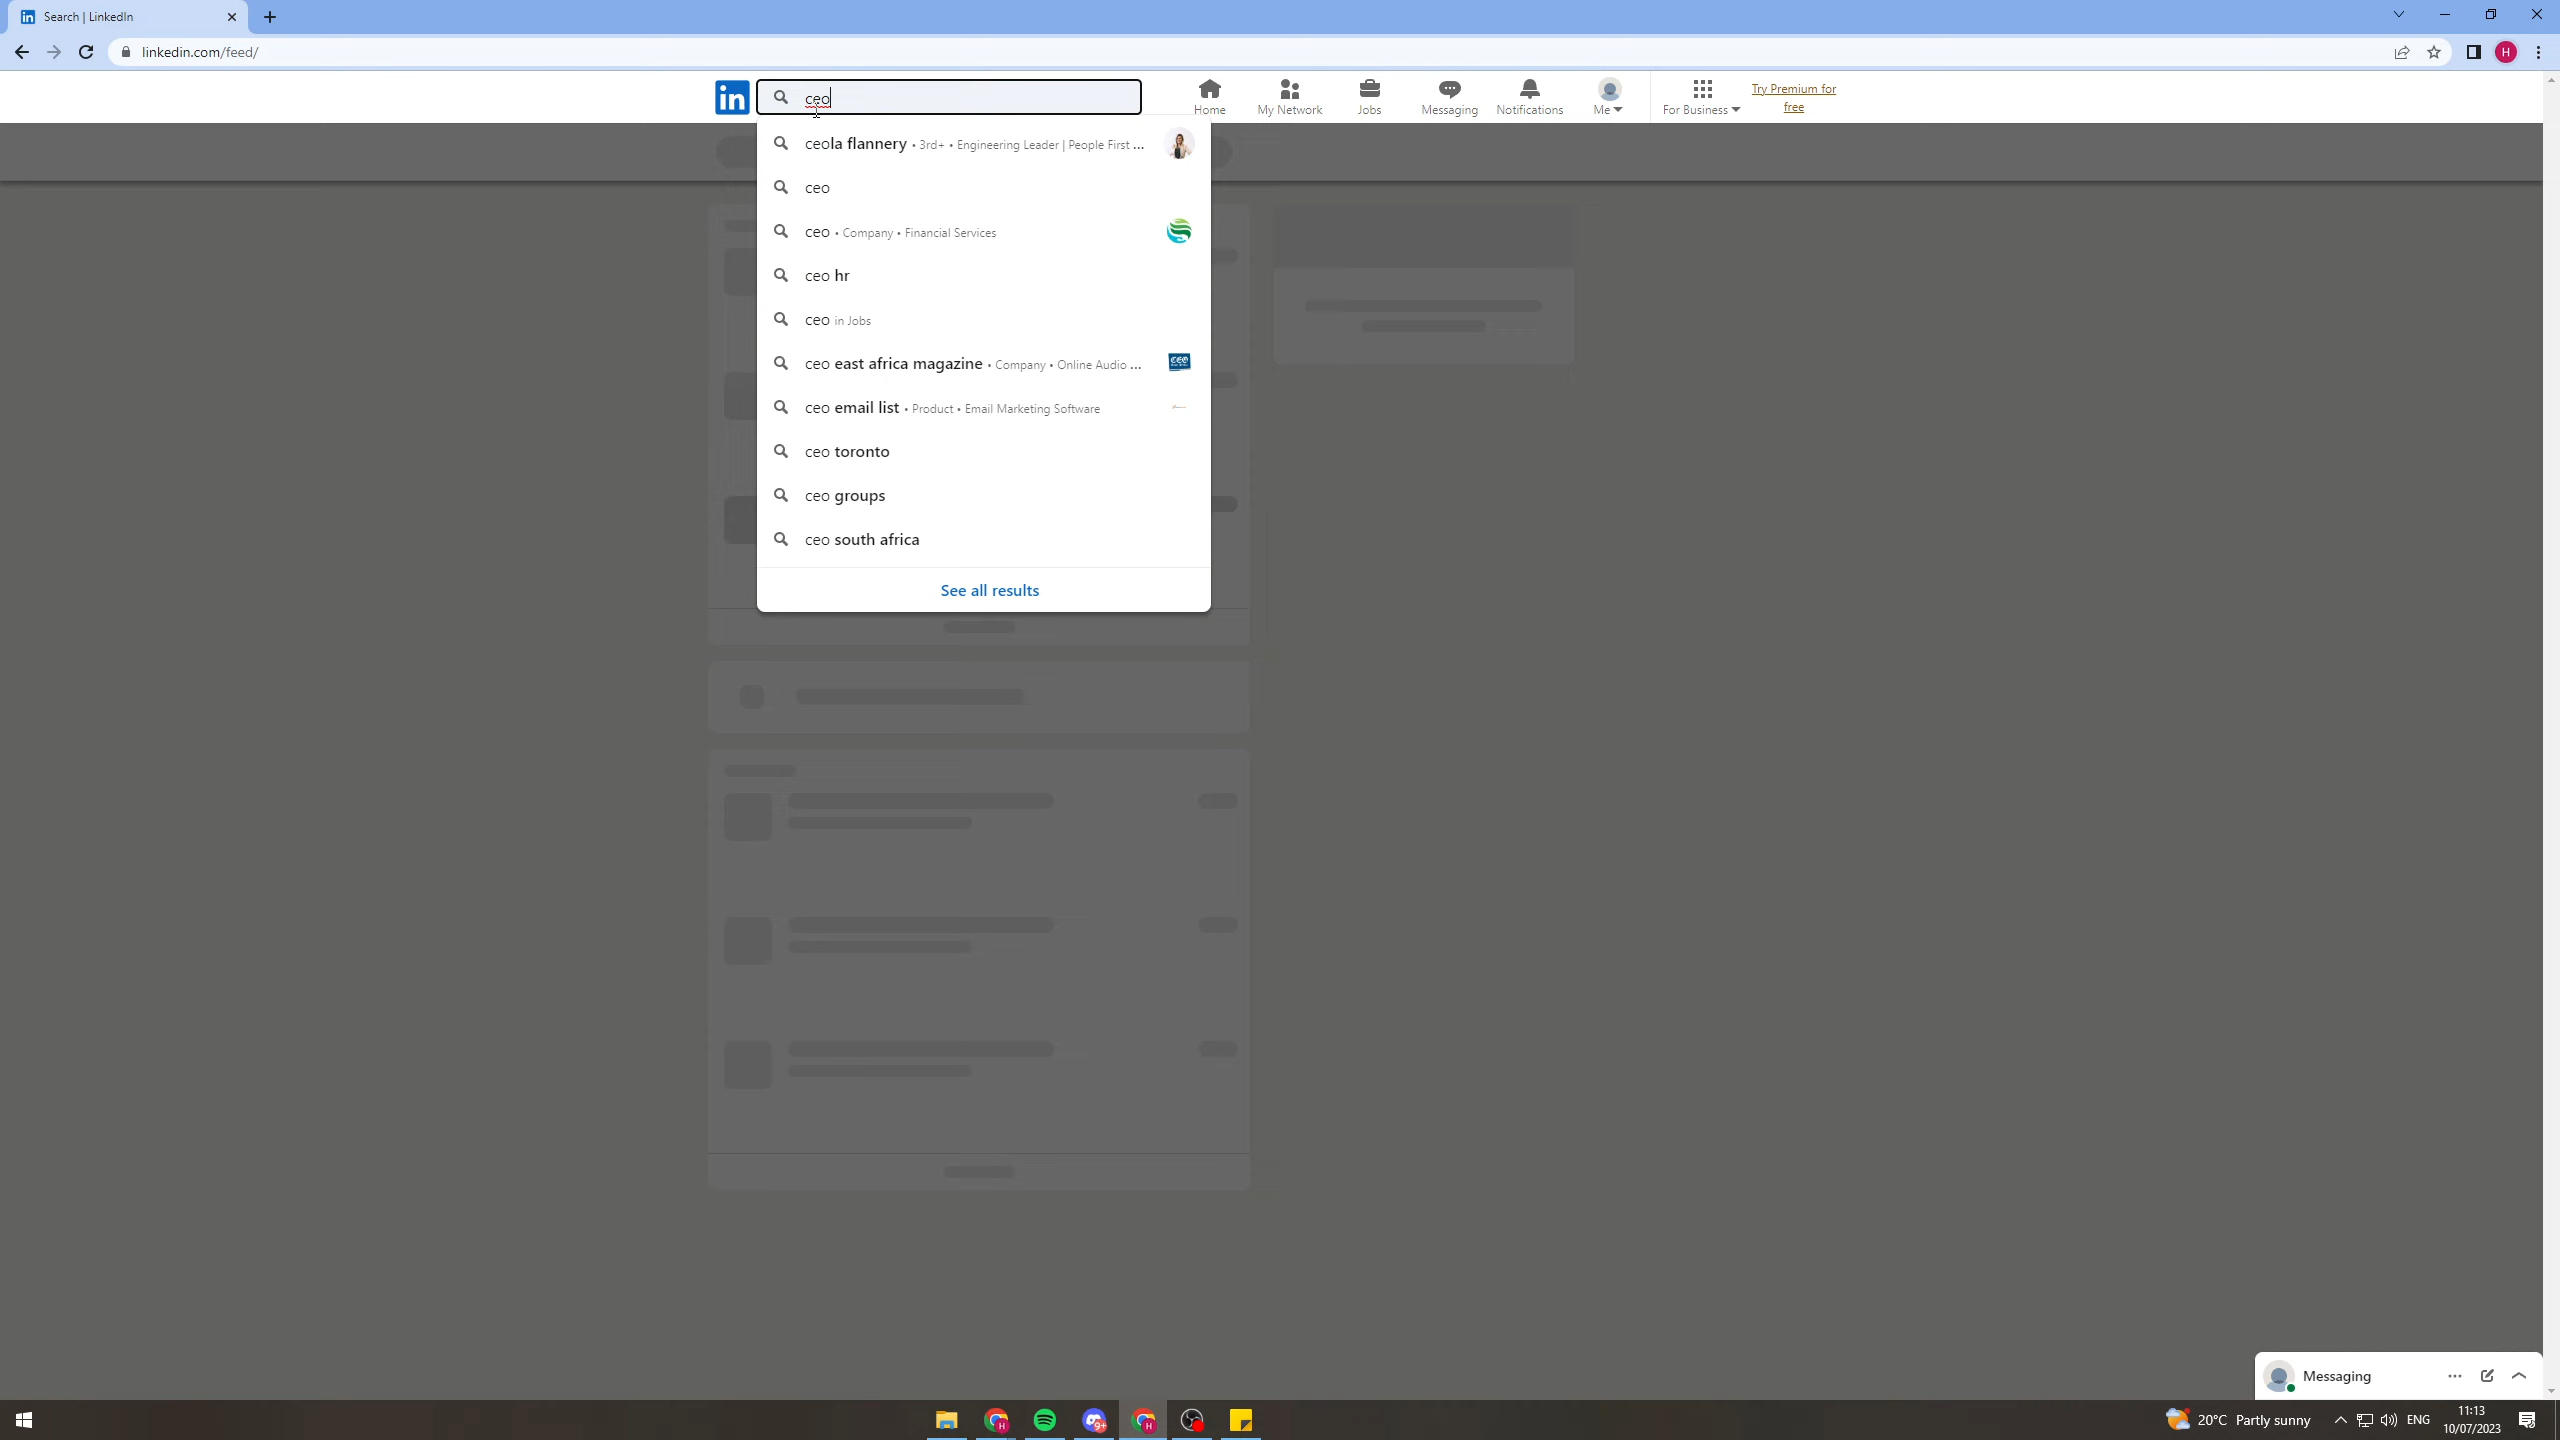 Search | LinkedIn
linkedin.com/feed/
H
in
ceo
Home
My Network
Jobs
Messaging
Notifications
Me
For Business
Try Premium for
free
ceola flannery • 3rd+ • Engineering Leader | People First ...
ceo
ceo • Company • Financial Services
ceo hr
ceo in Jobs
ceo east africa magazine • Company • Online Audio ...
CEO
ceo email list • Product • Email Marketing Software
ceo toronto
ceo groups
ceo south africa
See all results
Messaging
9+
20°C Partly sunny
ENG
11:13
10/07/2023